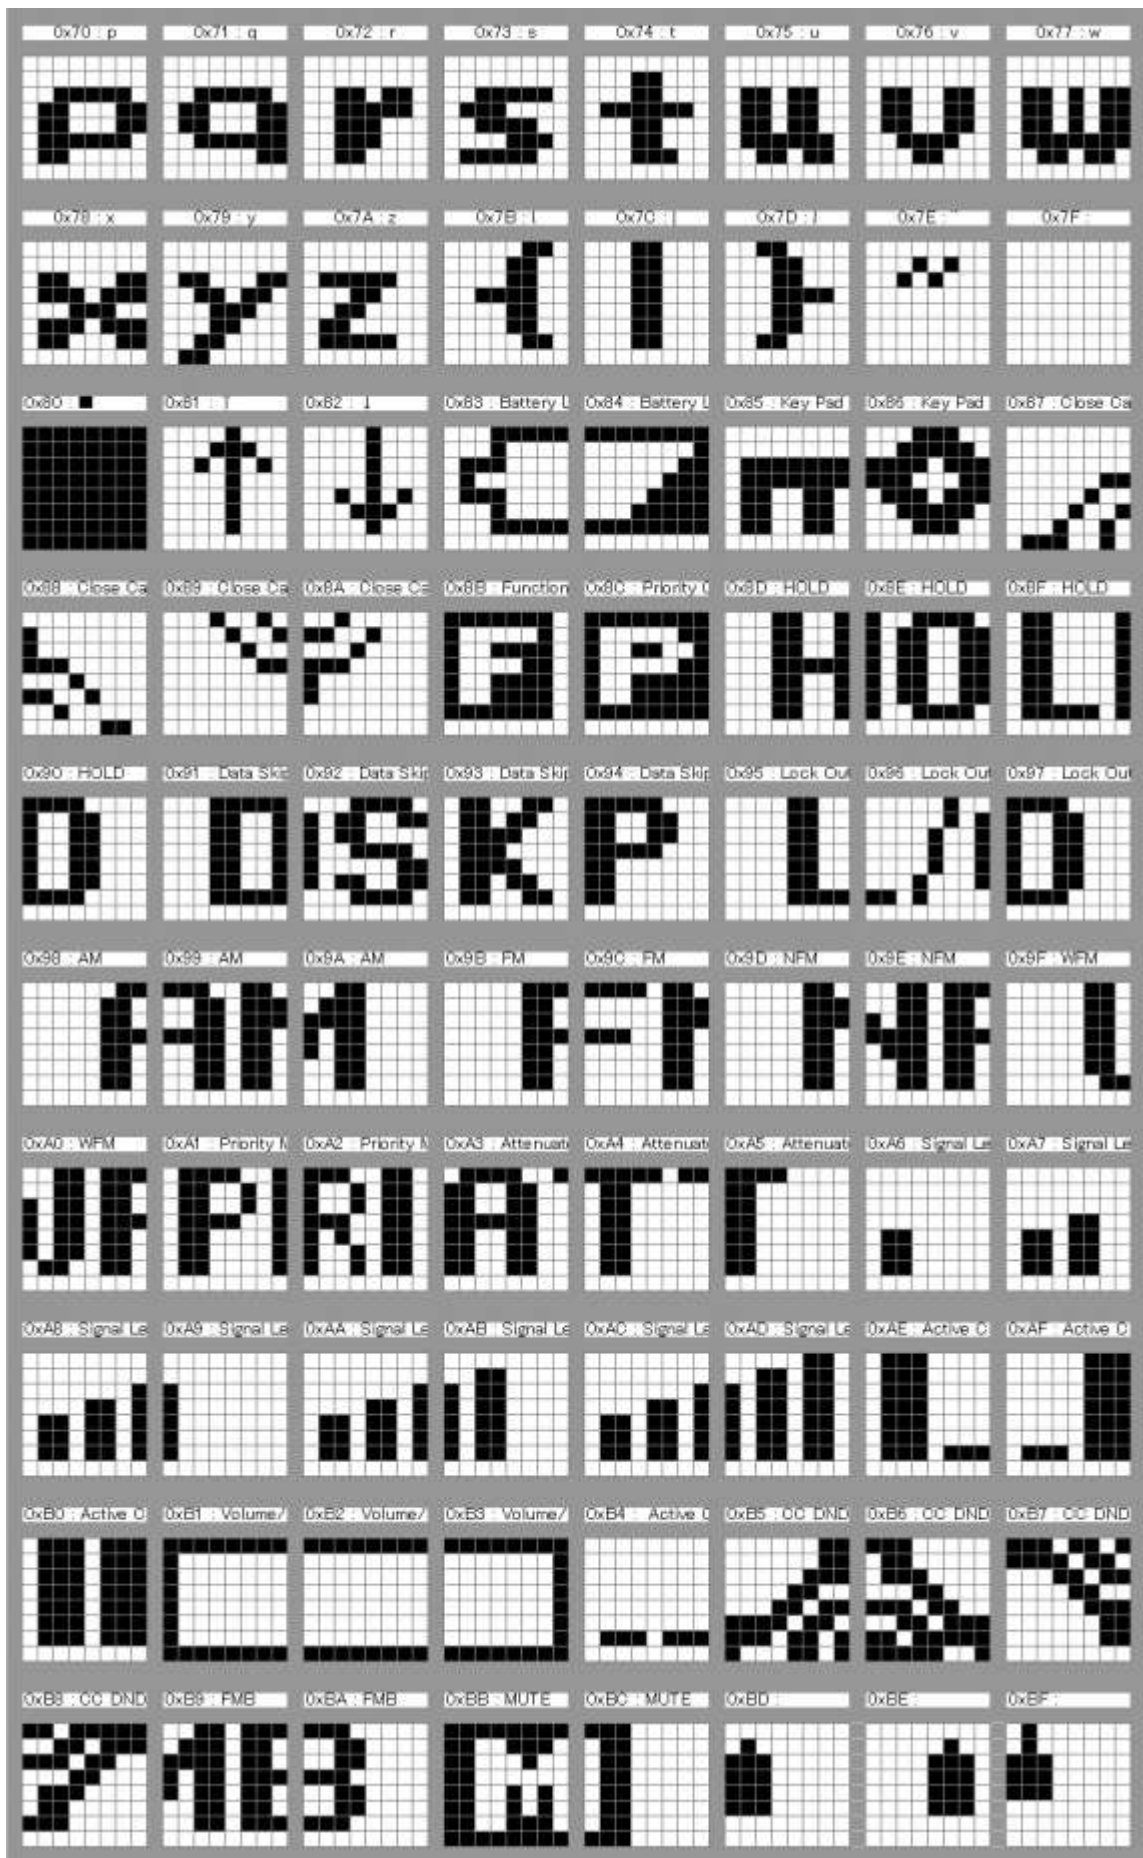 0x70 : p 0x71 : q 0x72 : r 0x73 : s 0x74 : t 0x75 : u 0x76 : v 0x77 : w
0x78 : x 0x79 : y 0x7A : z 0x7B : { 0x7C : | 0x7D : } 0x7E : ~ 0x7F :
0x80 : ■ 0x81 : ↑ 0x82 : ↓ 0x83 : Battery L 0x84 : Battery L 0x85 : Key Pad 0x86 : Key Pad 0x87 : Close Ca
0x88 : Close Ca 0x89 : Close Ca 0x8A : Close Ca 0x8B : Function 0x8C : Priority 0x8D : HOLD 0x8E : HOLD 0x8F : HOLD
0x90 : HOLD 0x91 : Data Skip 0x92 : Data Skip 0x93 : Data Skip 0x94 : Data Skip 0x95 : Lock Out 0x96 : Lock Out 0x97 : Lock Out
0x98 : AM 0x99 : AM 0x9A : AM 0x9B : FM 0x9C : FM 0x9D : NFM 0x9E : NFM 0x9F : WFM
0xA0 : WFM 0xA1 : Priority 0xA2 : Priority 0xA3 : Attenuat 0xA4 : Attenuat 0xA5 : Attenuat 0xA6 : Signal Le 0xA7 : Signal Le
0xA8 : Signal Le 0xA9 : Signal Le 0xAA : Signal Le 0xAB : Signal Le 0xAC : Signal Le 0xAD : Signal Le 0xAE : Active C 0xAF : Active C
0xB0 : Active C 0xB1 : Volume/ 0xB2 : Volume/ 0xB3 : Volume/ 0xB4 : Active C 0xB5 : CC DND 0xB6 : CC DND 0xB7 : CC DND
0xB8 : CC DND 0xB9 : FMB 0xBA : FMB 0xBB : MUTE 0xBC : MUTE 0xBD : 0xBE : 0xBF :